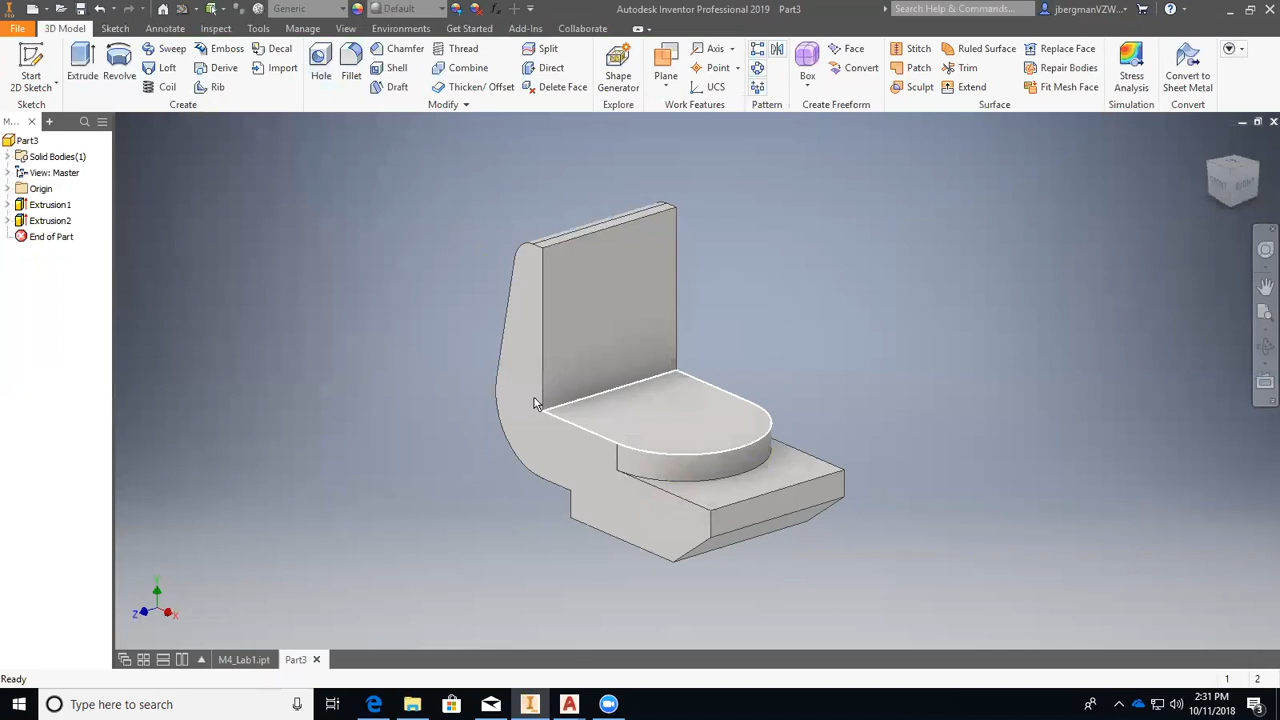 Generic
Default
Autodesk Inventor Professional 2019 Part3
Search Help & Commands...
jbergmanVZW...
File
3D Model
Sketch
Annotate
Inspect
Tools
Manage
View
Environments
Get Started
Add-Ins
Collaborate
Start
2D Sketch
Extrude
Revolve
Sweep
Emboss
Decal
Loft
Derive
Import
Coil
Rib
Hole
Fillet
Chamfer
Thread
Split
Shell
Combine
Direct
Draft
Thicken/ Offset
Delete Face
Shape
Generator
Plane
Axis
Point
UCS
Box
Face
Convert
Stitch
Ruled Surface
Replace Face
Patch
Trim
Repair Bodies
Sculpt
Extend
Fit Mesh Face
Stress
Analysis
Convert to
Sheet Metal
Sketch
Create
Modify
Explore
Work Features
Pattern
Create Freeform
Surface
Simulation
Convert
M...
Part3
Solid Bodies(1)
View: Master
Origin
Extrusion1
Extrusion2
End of Part
FRONT
RIGHT
Y
Z
X
M4_Lab1.ipt
Part3
Ready
1
2
Type here to search
2:31 PM
10/11/2018
3